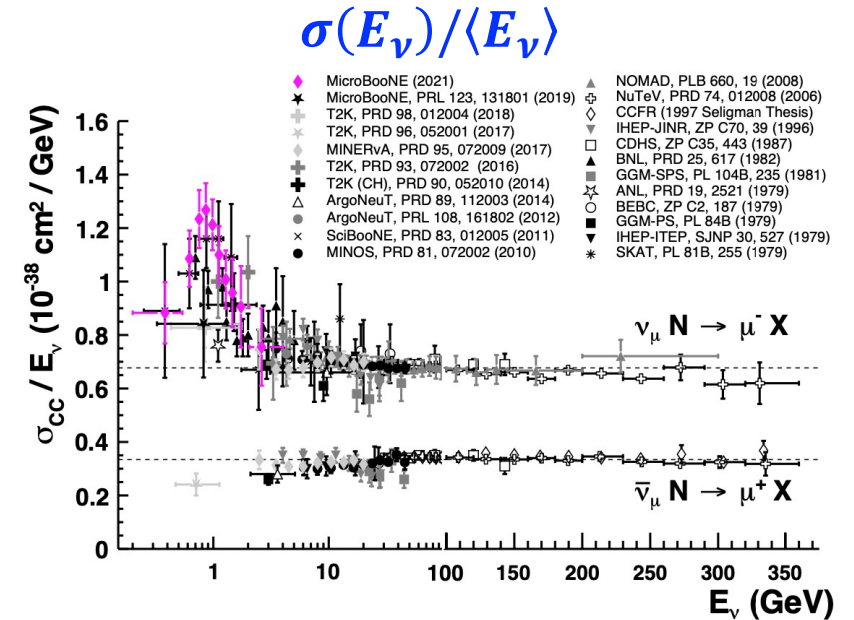 σ(E_ν)/⟨E_ν⟩
MicroBooNE (2021)
MicroBooNE, PRL 123, 131801 (2019)
T2K, PRD 98, 012004 (2018)
T2K, PRD 96, 052001 (2017)
MINERvA, PRD 95, 072009 (2017)
T2K, PRD 93, 072002 (2016)
T2K (CH), PRD 90, 052010 (2014)
ArgoNeuT, PRD 89, 112003 (2014)
ArgoNeuT, PRL 108, 161802 (2012)
SciBooNE, PRD 83, 012005 (2011)
MINOS, PRD 81, 072002 (2010)
NOMAD, PLB 660, 19 (2008)
NuTeV, PRD 74, 012008 (2006)
CCFR (1997 Seligman Thesis)
IHEP-JINR, ZP C70, 39 (1996)
CDHS, ZP C35, 443 (1987)
BNL, PRD 25, 617 (1982)
GGM-SPS, PL 104B, 235 (1981)
ANL, PRD 19, 2521 (1979)
BEBC, ZP C2, 187 (1979)
GGM-PS, PL 84B (1979)
IHEP-ITEP, SJNP 30, 527 (1979)
SKAT, PL 81B, 255 (1979)
σ_CC / E_ν (10⁻³⁸ cm² / GeV)
1.6
1.4
1.2
1
0.8
0.6
0.4
0.2
0
ν_μ N → μ⁻ X
ν̄_μ N → μ⁺ X
1 10 100 150 200 250 300 350
E_ν (GeV)